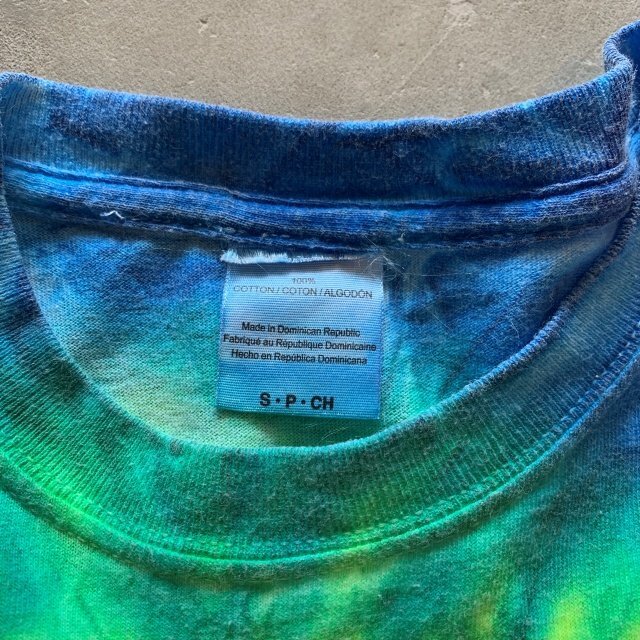 100%
COTTON / COTON / ALGODÓN
Made in Dominican Republic
Fabriqué au République Dominicaine
Hecho en República Dominicana
S • P • CH